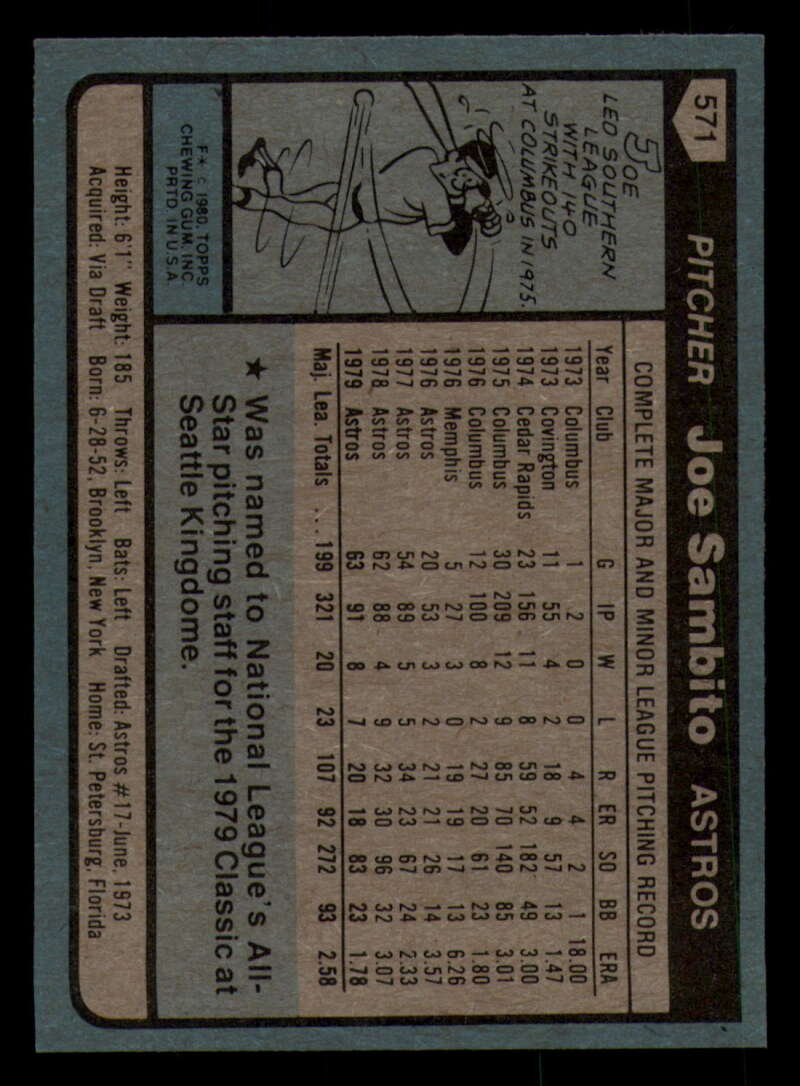 571 PITCHER Joe Sambito ASTROS
JOE
LED SOUTHERN
LEAGUE
WITH 140
STRIKEOUTS
AT COLUMBUS IN 1975.
F✶ © 1980. TOPPS
CHEWING GUM, INC.
PRTD. IN U.S.A.
COMPLETE MAJOR AND MINOR LEAGUE PITCHING RECORD
Year Club G IP W L R ER SO BB ERA
1973 Columbus 1 2 0 0 4 4 2 1 18.00
1973 Covington 11 55 4 2 18 9 57 13 1.47
1974 Cedar Rapids 23 156 11 8 59 52 182 49 3.00
1975 Columbus 30 209 12 9 85 70 140 85 3.01
1976 Columbus 12 100 8 2 27 20 61 23 1.80
1976 Memphis 5 27 3 0 19 19 17 13 6.26
1976 Astros 20 53 3 2 21 21 26 14 3.57
1977 Astros 54 89 5 5 34 23 67 24 2.33
1978 Astros 62 88 4 9 32 30 96 32 3.07
1979 Astros 63 91 8 7 20 18 83 23 1.78
Maj. Lea. Totals ... 199 321 20 23 107 92 272 93 2.58
★ Was named to National League's All-
Star pitching staff for the 1979 Classic at
Seattle Kingdome.
Height: 6'1" Weight: 185 Throws: Left Bats: Left Drafted: Astros #17-June, 1973
Acquired: Via Draft Born: 6-28-52, Brooklyn, New York Home: St. Petersburg, Florida